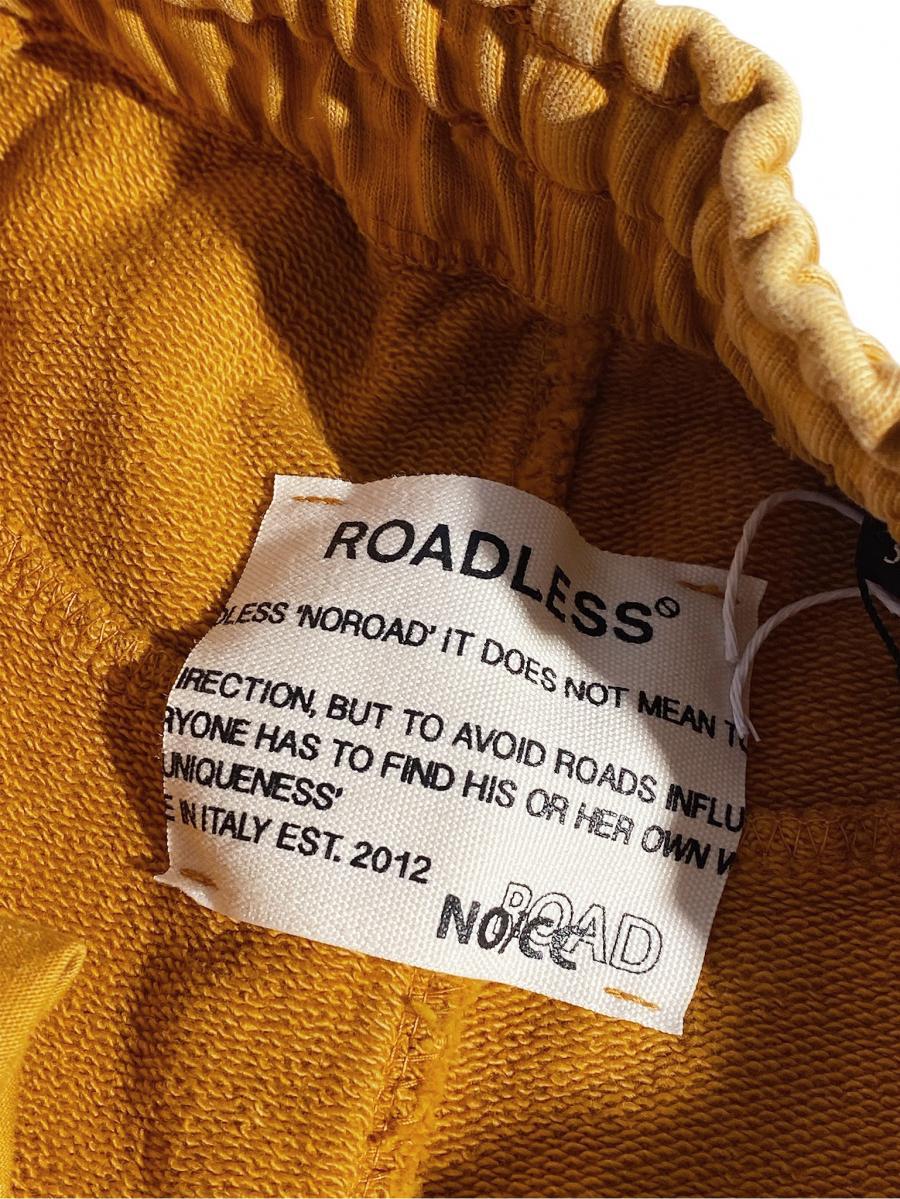 ROADLESS
DLESS 'NOROAD' IT DOES NOT MEAN T
IRECTION, BUT TO AVOID ROADS INFLU
RYONE HAS TO FIND HIS OR HER OWN W
UNIQUENESS'
E IN ITALY EST. 2012
ROAD